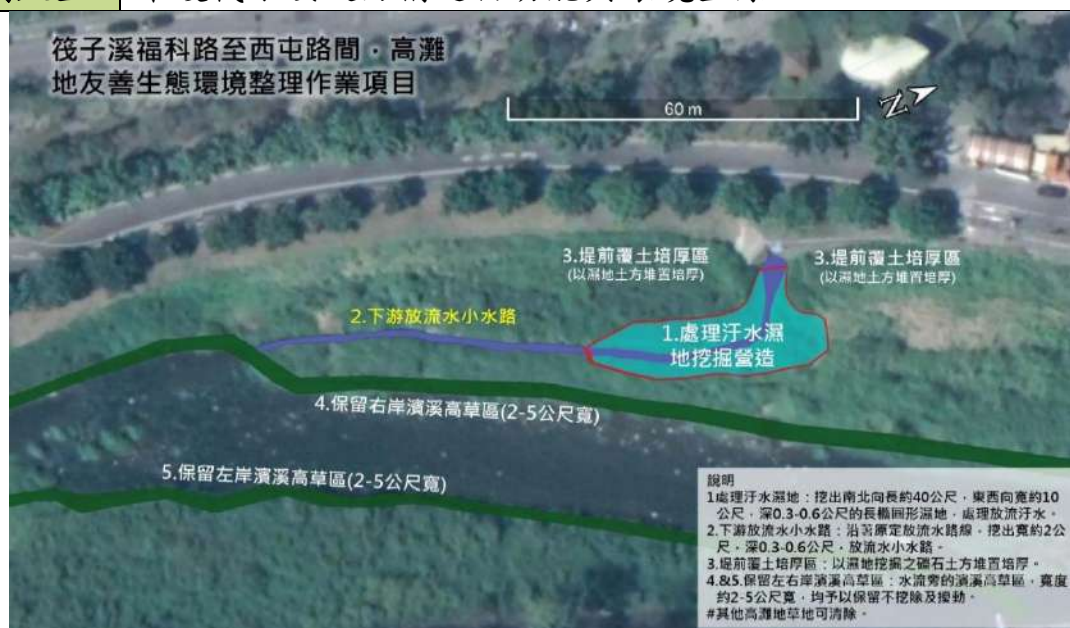 筏子溪福科路至西屯路間·高灘
地友善生態環境整理作業項目
60 m
N
3.堤前覆土培厚區
(以濕地土方堆置培厚)
3.堤前覆土培厚區
(以濕地土方堆置培厚)
2.下游放流水小水路
1.處理汙水濕
地挖掘營造
4.保留右岸濱溪高草區(2-5公尺寬)
5.保留左岸濱溪高草區(2-5公尺寬)
說明
1處理汙水濕地：挖出南北向長約40公尺，東西向寬約10
公尺，深0.3-0.6公尺的長橢圓形濕地，處理放流汙水。
2.下游放流水小水路：沿著原定放流水路線，挖出寬約2公
尺，深0.3-0.6公尺，放流水小水路。
3.堤前覆土培厚區：以濕地挖掘之礫石土方堆置培厚。
4.&5.保留左右岸濱溪高草區：水流旁的濱溪高草區，寬度
約2-5公尺寬，均予以保留不挖除及擾動。
#其他高灘地草地可清除。